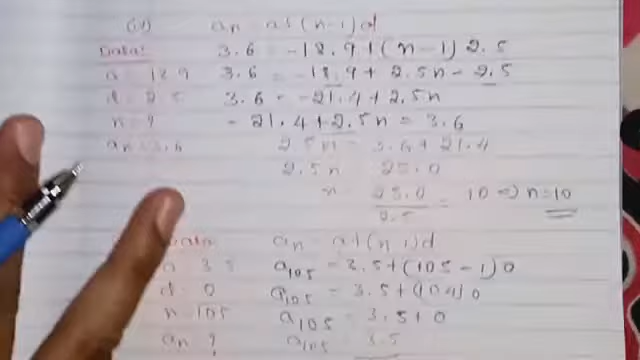 (iv) an = a+(n-1)d
Data: 3.6 = -18.9+(n-1)2.5
a = -18.9 3.6 = -18.9+2.5n-2.5
d = 2.5 3.6 = -21.4+2.5n
n = ? -21.4+2.5n = 3.6
an = 3.6 2.5n = 3.6+21.4
2.5n = 25.0
n = 25.0/2.5 = 10 => n=10
Data an = a+(n-1)d
a = 3.5 a105 = 3.5+(105-1)0
d = 0 a105 = 3.5+(104)0
n = 105 a105 = 3.5+0
an = ? a105 = 3.5